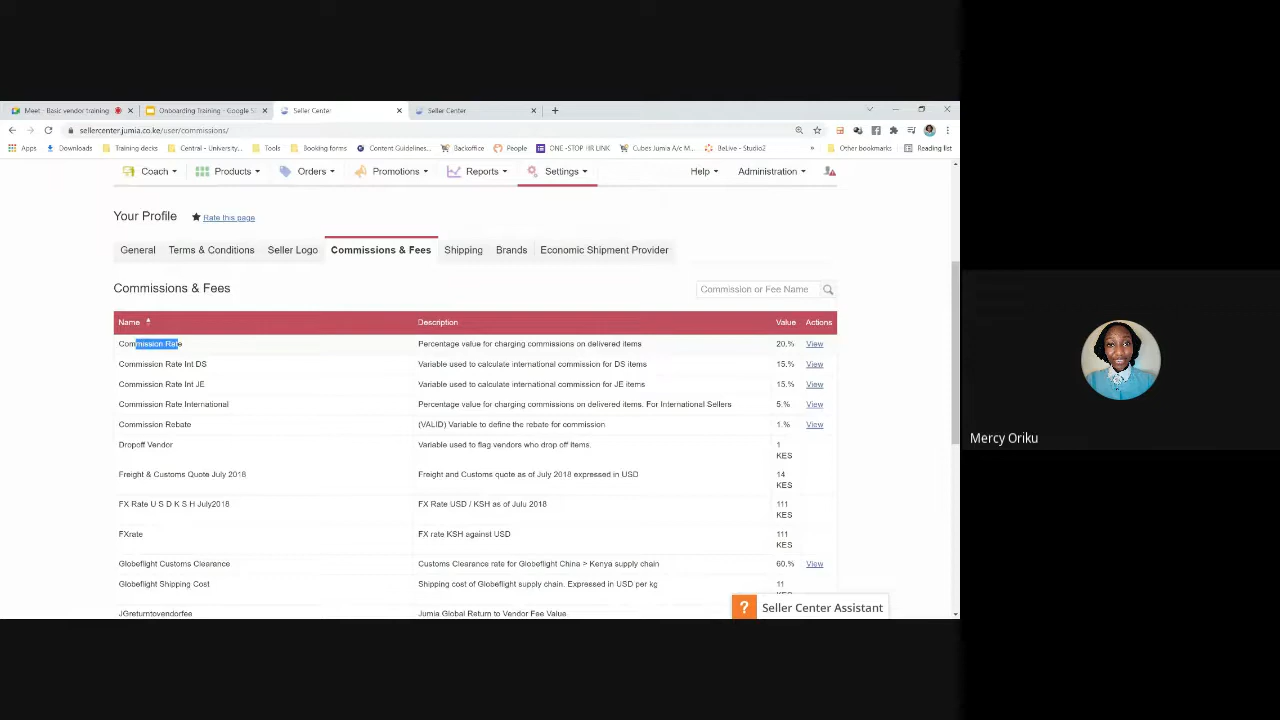 Meet - Basic vendor training
Onboarding Training - Google Sl
Seller Center
Seller Center
sellercenter.jumia.co.ke/user/commissions/
Apps
Downloads
Training decks
Central - University...
Tools
Booking forms
Content Guidelines...
Backoffice
People
ONE -STOP HR LINK
Cubes Jumia A/c M...
BeLive - Studio2
»
Other bookmarks
Reading list
Coach
Products
Orders
Promotions
Reports
Settings
Help
Administration
Your Profile
Rate this page
General
Terms & Conditions
Seller Logo
Commissions & Fees
Shipping
Brands
Economic Shipment Provider
Commissions & Fees
Commission or Fee Name
Name Description Value Actions
Commission Rate Percentage value for charging commissions on delivered items 20.% View
Commission Rate Int DS Variable used to calculate international commission for DS items 15.% View
Commission Rate Int JE Variable used to calculate international commission for JE items 15.% View
Commission Rate International Percentage value for charging commissions on delivered items. For International Sellers 5.% View
Commission Rebate (VALID) Variable to define the rebate for commission 1.% View
Dropoff Vendor Variable used to flag vendors who drop off items. 1
KES
Freight & Customs Quote July 2018 Freight and Customs quote as of July 2018 expressed in USD 14
KES
FX Rate U S D K S H July2018 FX Rate USD / KSH as of Julu 2018 111
KES
FXrate FX rate KSH against USD 111
KES
Globeflight Customs Clearance Customs Clearance rate for Globeflight China > Kenya supply chain 60.% View
Globeflight Shipping Cost Shipping cost of Globeflight supply chain. Expressed in USD per kg 11
JGreturntovendorfee Jumia Global Return to Vendor Fee Value
? Seller Center Assistant
Mercy Oriku